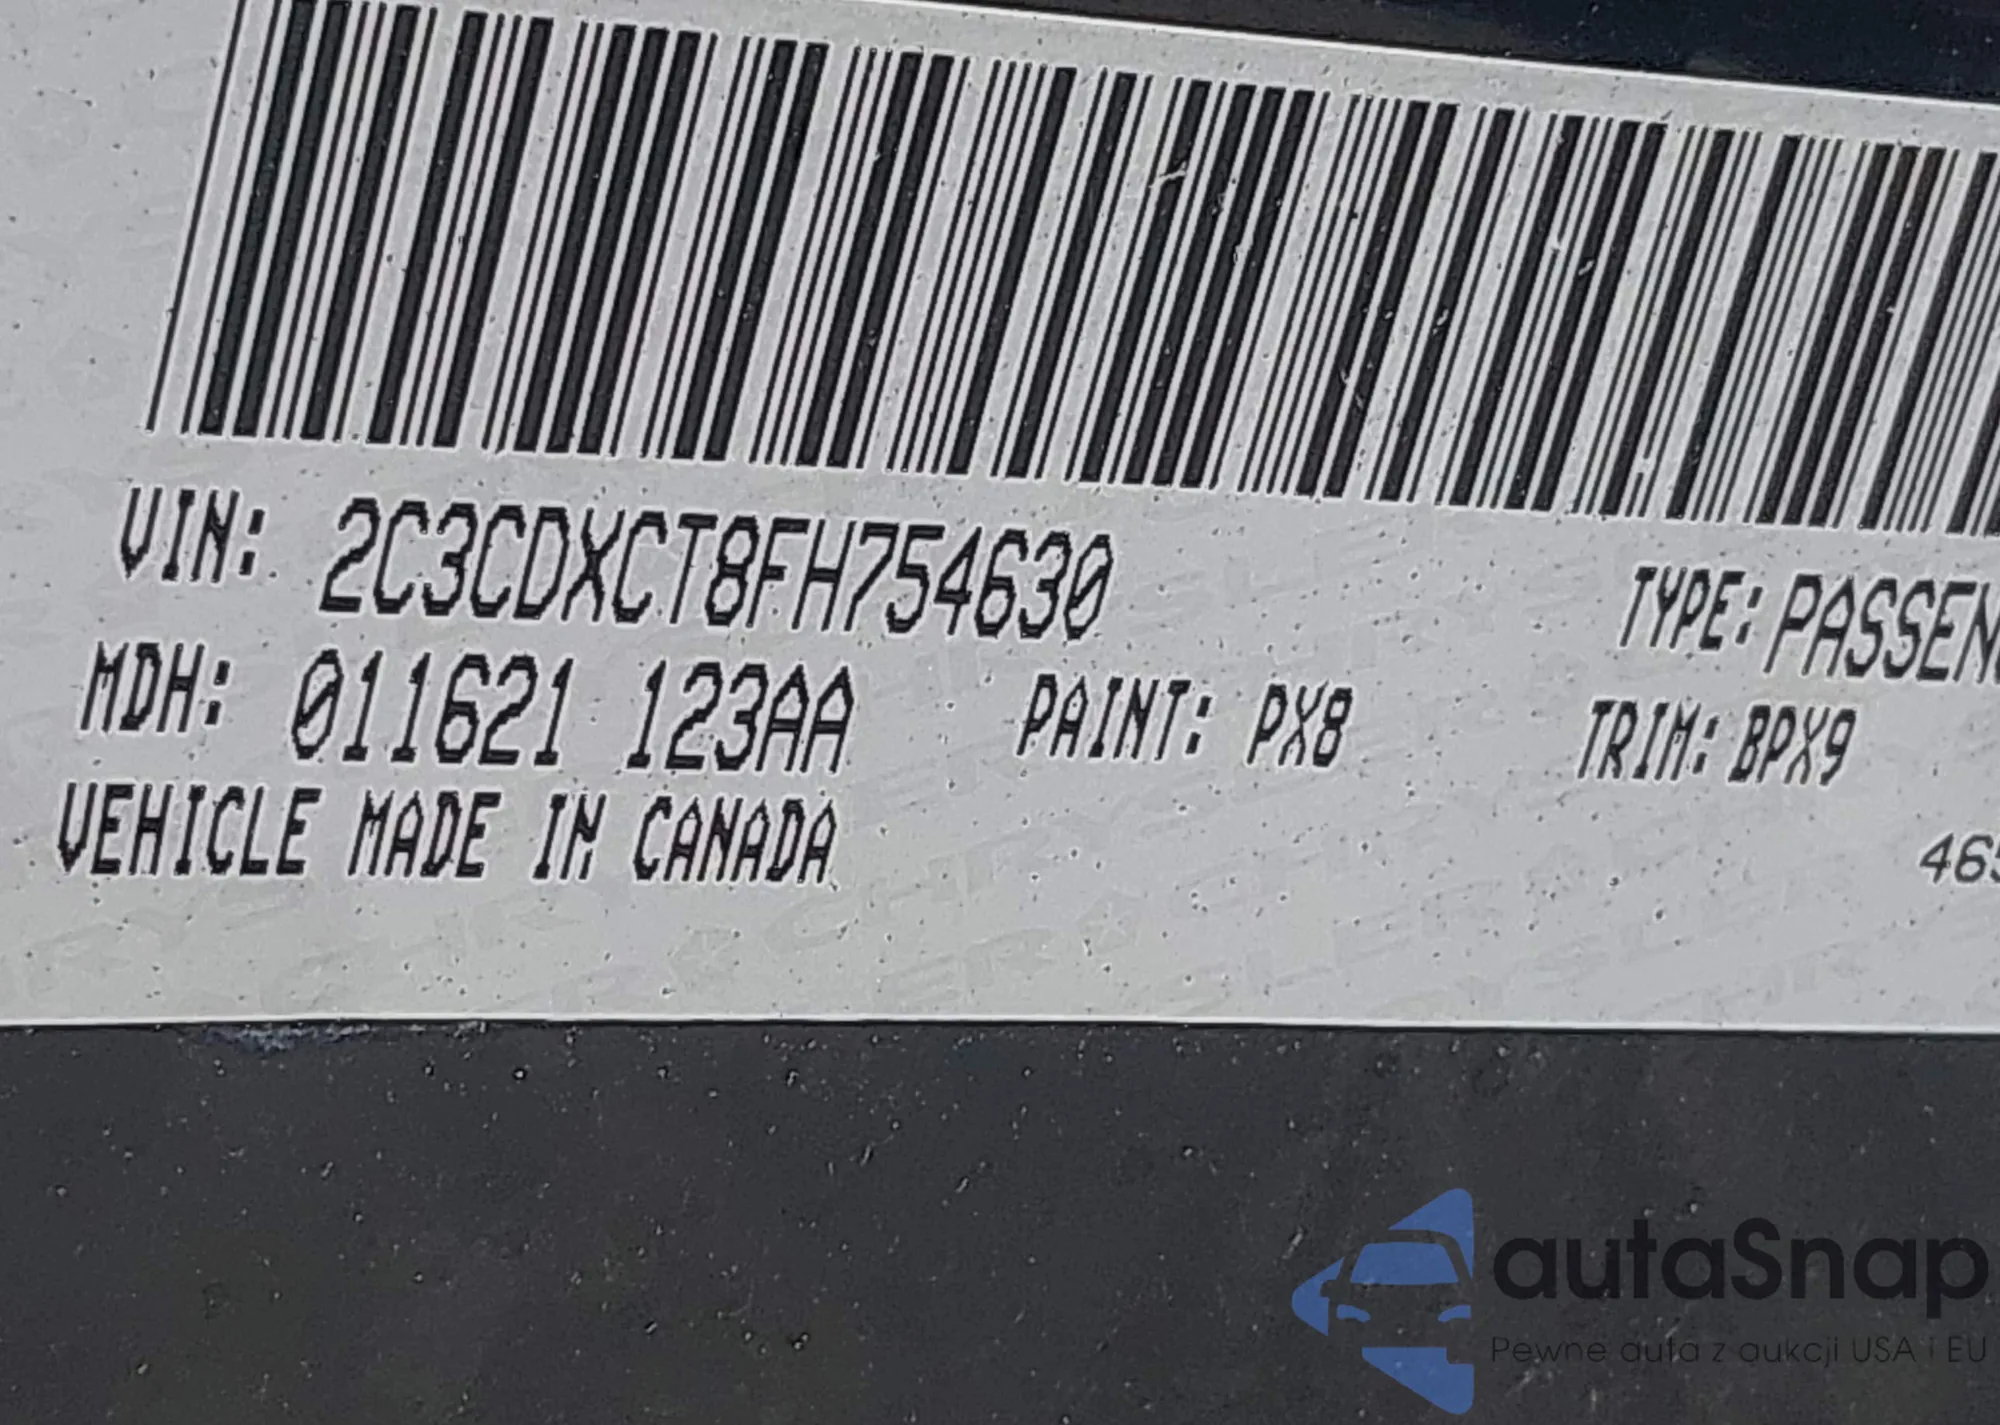 VIN: 2C3CDXCT8FH754630
TYPE: PASSEN
MDH: 011621 123AA PAINT: PX8 TRIM: BPX9
VEHICLE MADE IN CANADA
465
autaSnap
Pewne auta z aukcji USA i EU